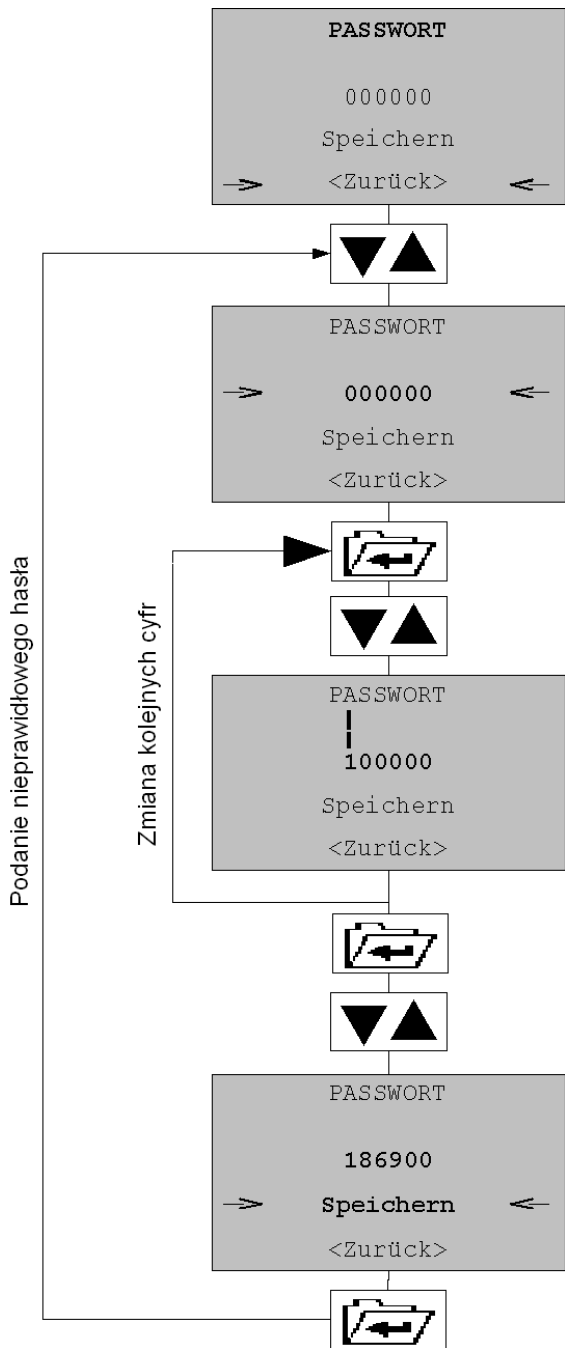 PASSWORT
000000
Speichern
<Zurück>
PASSWORT
000000
Speichern
<Zurück>
PASSWORT
100000
Speichern
<Zurück>
PASSWORT
186900
Speichern
<Zurück>
Podanie nieprawidłowego hasła
Zmiana kolejnych cyfr